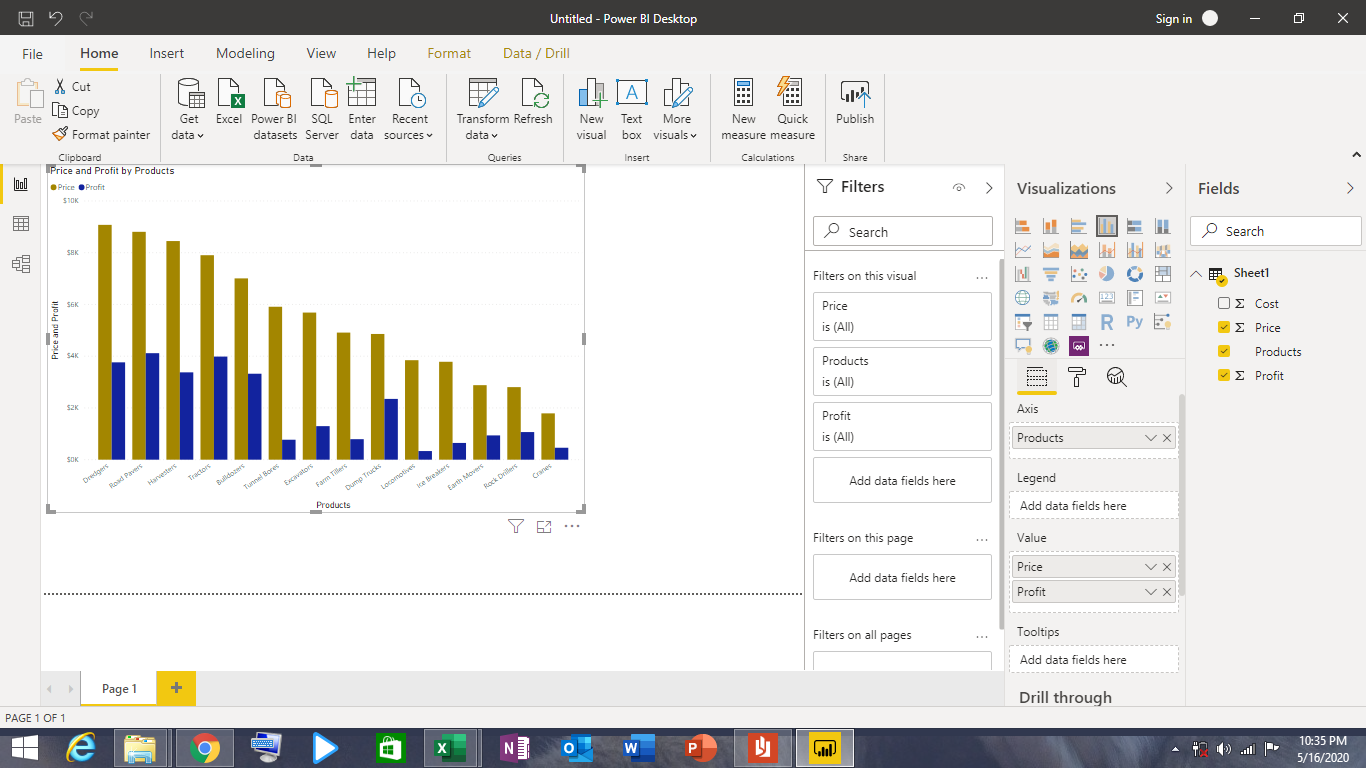 Untitled - Power BI Desktop
Sign in
File Home Insert Modeling View Help Format Data / Drill
Paste
Cut
Copy
Format painter
Clipboard
Get data
Excel
Power BI datasets
SQL Server
Enter data
Recent sources
Data
Transform data
Refresh
Queries
New visual
Text box
More visuals
Insert
New measure
Quick measure
Calculations
Publish
Share
Price and Profit by Products
Price Profit
$10K
$8K
$6K
$4K
$2K
$0K
Price and Profit
Dredgers
Road Pavers
Harvesters
Tractors
Bulldozers
Tunnel Bores
Excavators
Farm Tillers
Dump Trucks
Locomotives
Ice Breakers
Earth Movers
Rock Drillers
Cranes
Products
Filters
Search
Filters on this visual
Price
is (All)
Products
is (All)
Profit
is (All)
Add data fields here
Filters on this page
Add data fields here
Filters on all pages
Visualizations
R
Py
123
Axis
Products
Legend
Add data fields here
Value
Price
Profit
Tooltips
Add data fields here
Drill through
Fields
Search
Sheet1
Σ Cost
Σ Price
Products
Σ Profit
Page 1
PAGE 1 OF 1
10:35 PM
5/16/2020